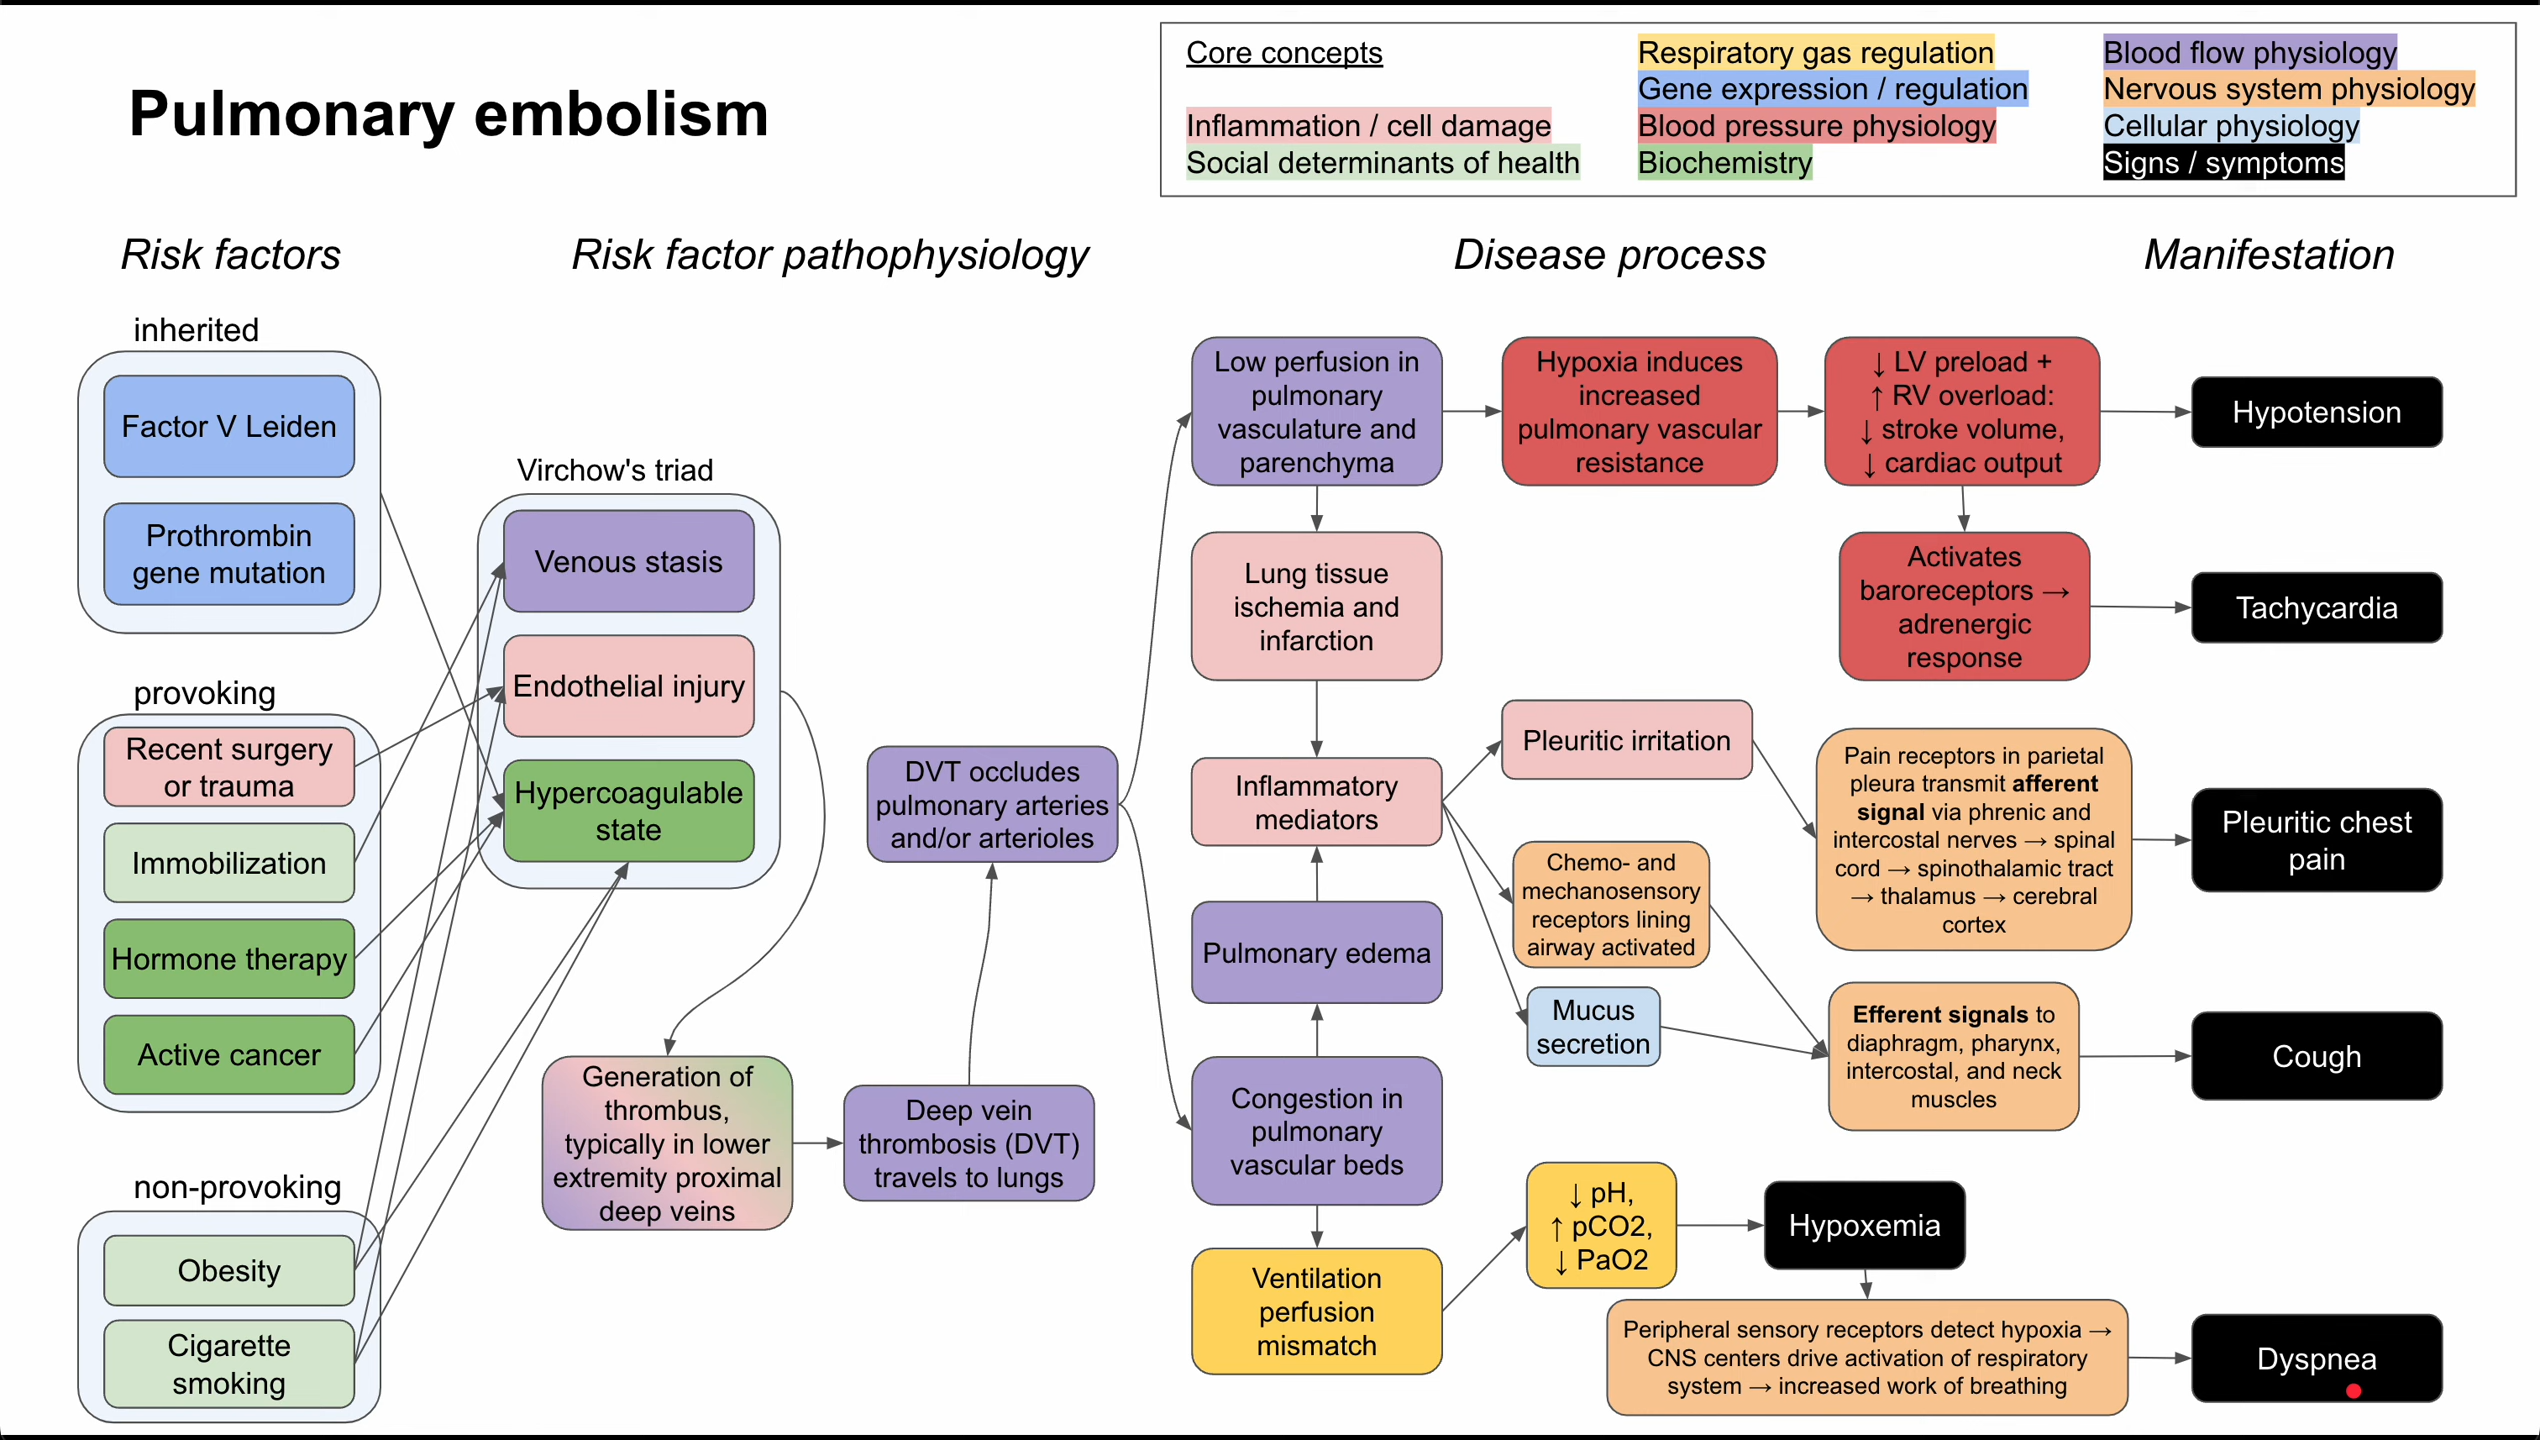 Pulmonary embolism
Core concepts
Inflammation / cell damage
Social determinants of health
Respiratory gas regulation
Gene expression / regulation
Blood pressure physiology
Biochemistry
Blood flow physiology
Nervous system physiology
Cellular physiology
Signs / symptoms
Risk factors
Risk factor pathophysiology
Disease process
Manifestation
inherited
Factor V Leiden
Prothrombin
gene mutation
provoking
Recent surgery
or trauma
Immobilization
Hormone therapy
Active cancer
non-provoking
Obesity
Cigarette
smoking
Virchow's triad
Venous stasis
Endothelial injury
Hypercoagulable
state
Generation of
thrombus,
typically in lower
extremity proximal
deep veins
Deep vein
thrombosis (DVT)
travels to lungs
DVT occludes
pulmonary arteries
and/or arterioles
Low perfusion in
pulmonary
vasculature and
parenchyma
Hypoxia induces
increased
pulmonary vascular
resistance
↓ LV preload +
↑ RV overload:
↓ stroke volume,
↓ cardiac output
Hypotension
Lung tissue
ischemia and
infarction
Activates
baroreceptors →
adrenergic
response
Tachycardia
Inflammatory
mediators
Pleuritic irritation
Pain receptors in parietal
pleura transmit afferent
signal via phrenic and
intercostal nerves → spinal
cord → spinothalamic tract
→ thalamus → cerebral
cortex
Pleuritic chest
pain
Chemo- and
mechanosensory
receptors lining
airway activated
Pulmonary edema
Mucus
secretion
Efferent signals to
diaphragm, pharynx,
intercostal, and neck
muscles
Cough
Congestion in
pulmonary
vascular beds
Ventilation
perfusion
mismatch
↓ pH,
↑ pCO2,
↓ PaO2
Hypoxemia
Peripheral sensory receptors detect hypoxia →
CNS centers drive activation of respiratory
system → increased work of breathing
Dyspnea